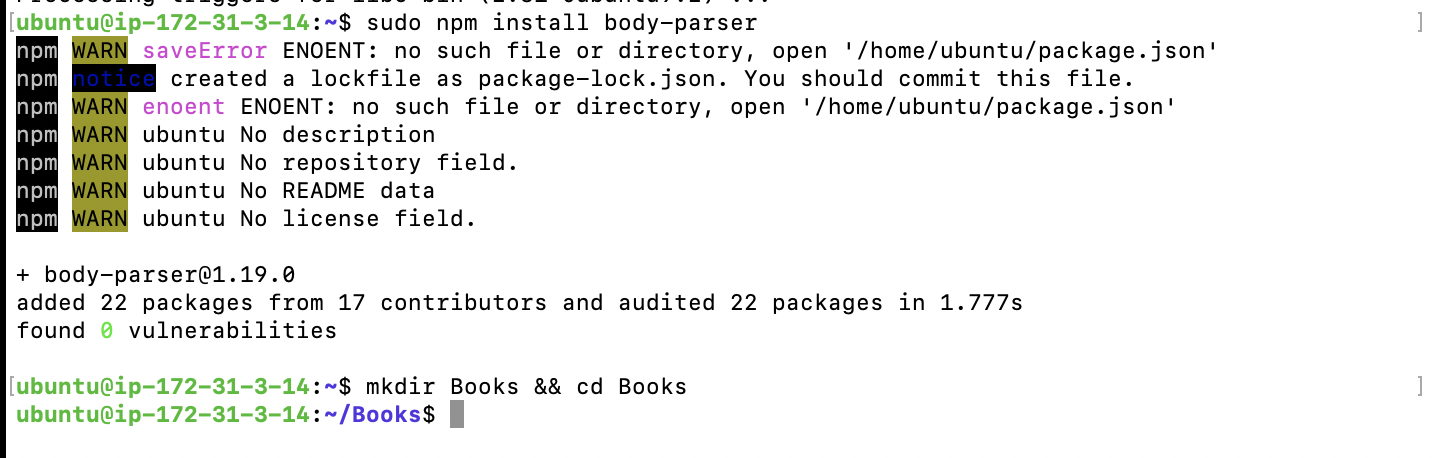 ubuntu@ip-172-31-3-14:~$ sudo npm install body-parser
npm WARN saveError ENOENT: no such file or directory, open '/home/ubuntu/package.json'
npm notice created a lockfile as package-lock.json. You should commit this file.
npm WARN enoent ENOENT: no such file or directory, open '/home/ubuntu/package.json'
npm WARN ubuntu No description
npm WARN ubuntu No repository field.
npm WARN ubuntu No README data
npm WARN ubuntu No license field.
+ body-parser@1.19.0
added 22 packages from 17 contributors and audited 22 packages in 1.777s
found 0 vulnerabilities
ubuntu@ip-172-31-3-14:~$ mkdir Books && cd Books
ubuntu@ip-172-31-3-14:~/Books$